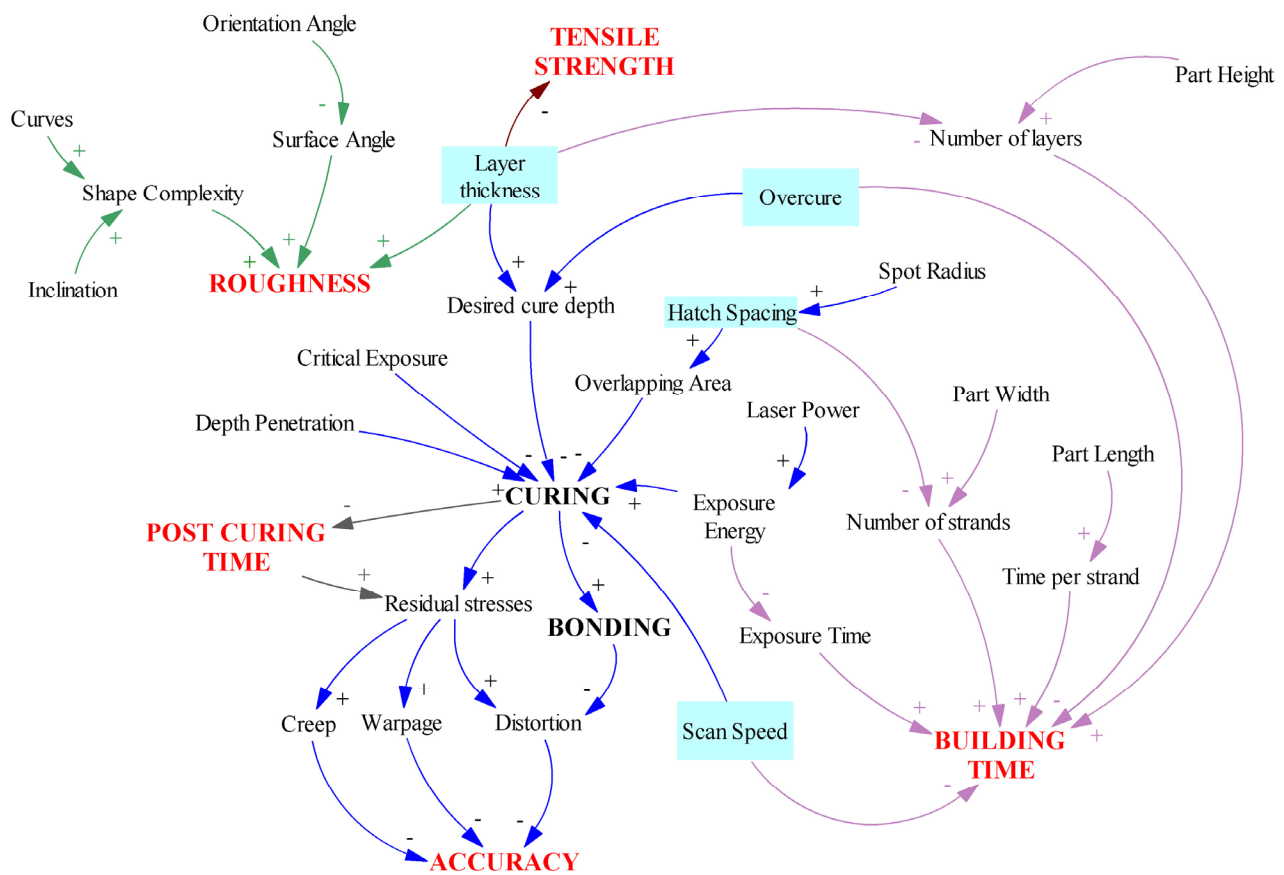 Orientation Angle
TENSILE
STRENGTH
Part Height
-
-
Curves
+
Surface Angle
-
+
Number of layers
+
Layer
thickness
Shape Complexity
Overcure
+
+
+
+
ROUGHNESS
+
+
Spot Radius
Inclination
Desired cure depth
+
Hatch Spacing
+
Critical Exposure
Overlapping Area
Part Width
Laser Power
Depth Penetration
Part Length
- - -
+
+
CURING
+
Exposure
Energy
-
+
Number of strands
-
POST CURING
TIME
-
+
+
+
+
Time per strand
Residual stresses
-
BONDING
Exposure Time
+
+
+
-
Creep
Warpage
Distortion
Scan Speed
+
+
+
-
+
BUILDING
TIME
-
-
-
-
ACCURACY